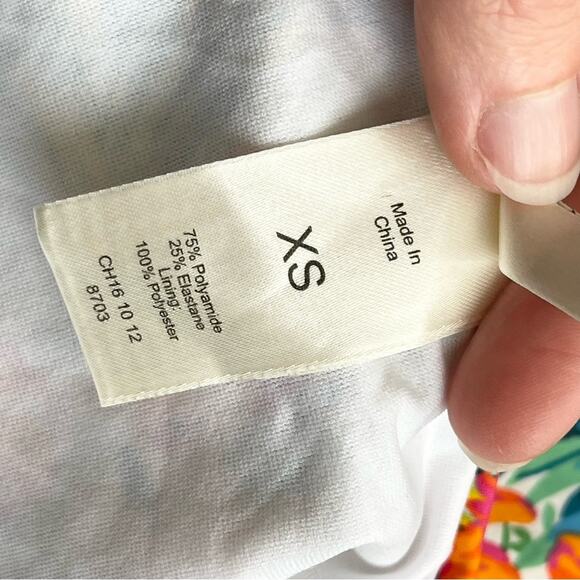 Made In
China
XS
75% Polyamide
25% Elastane
Lining:
100% Polyester
CH16 10 12
8703